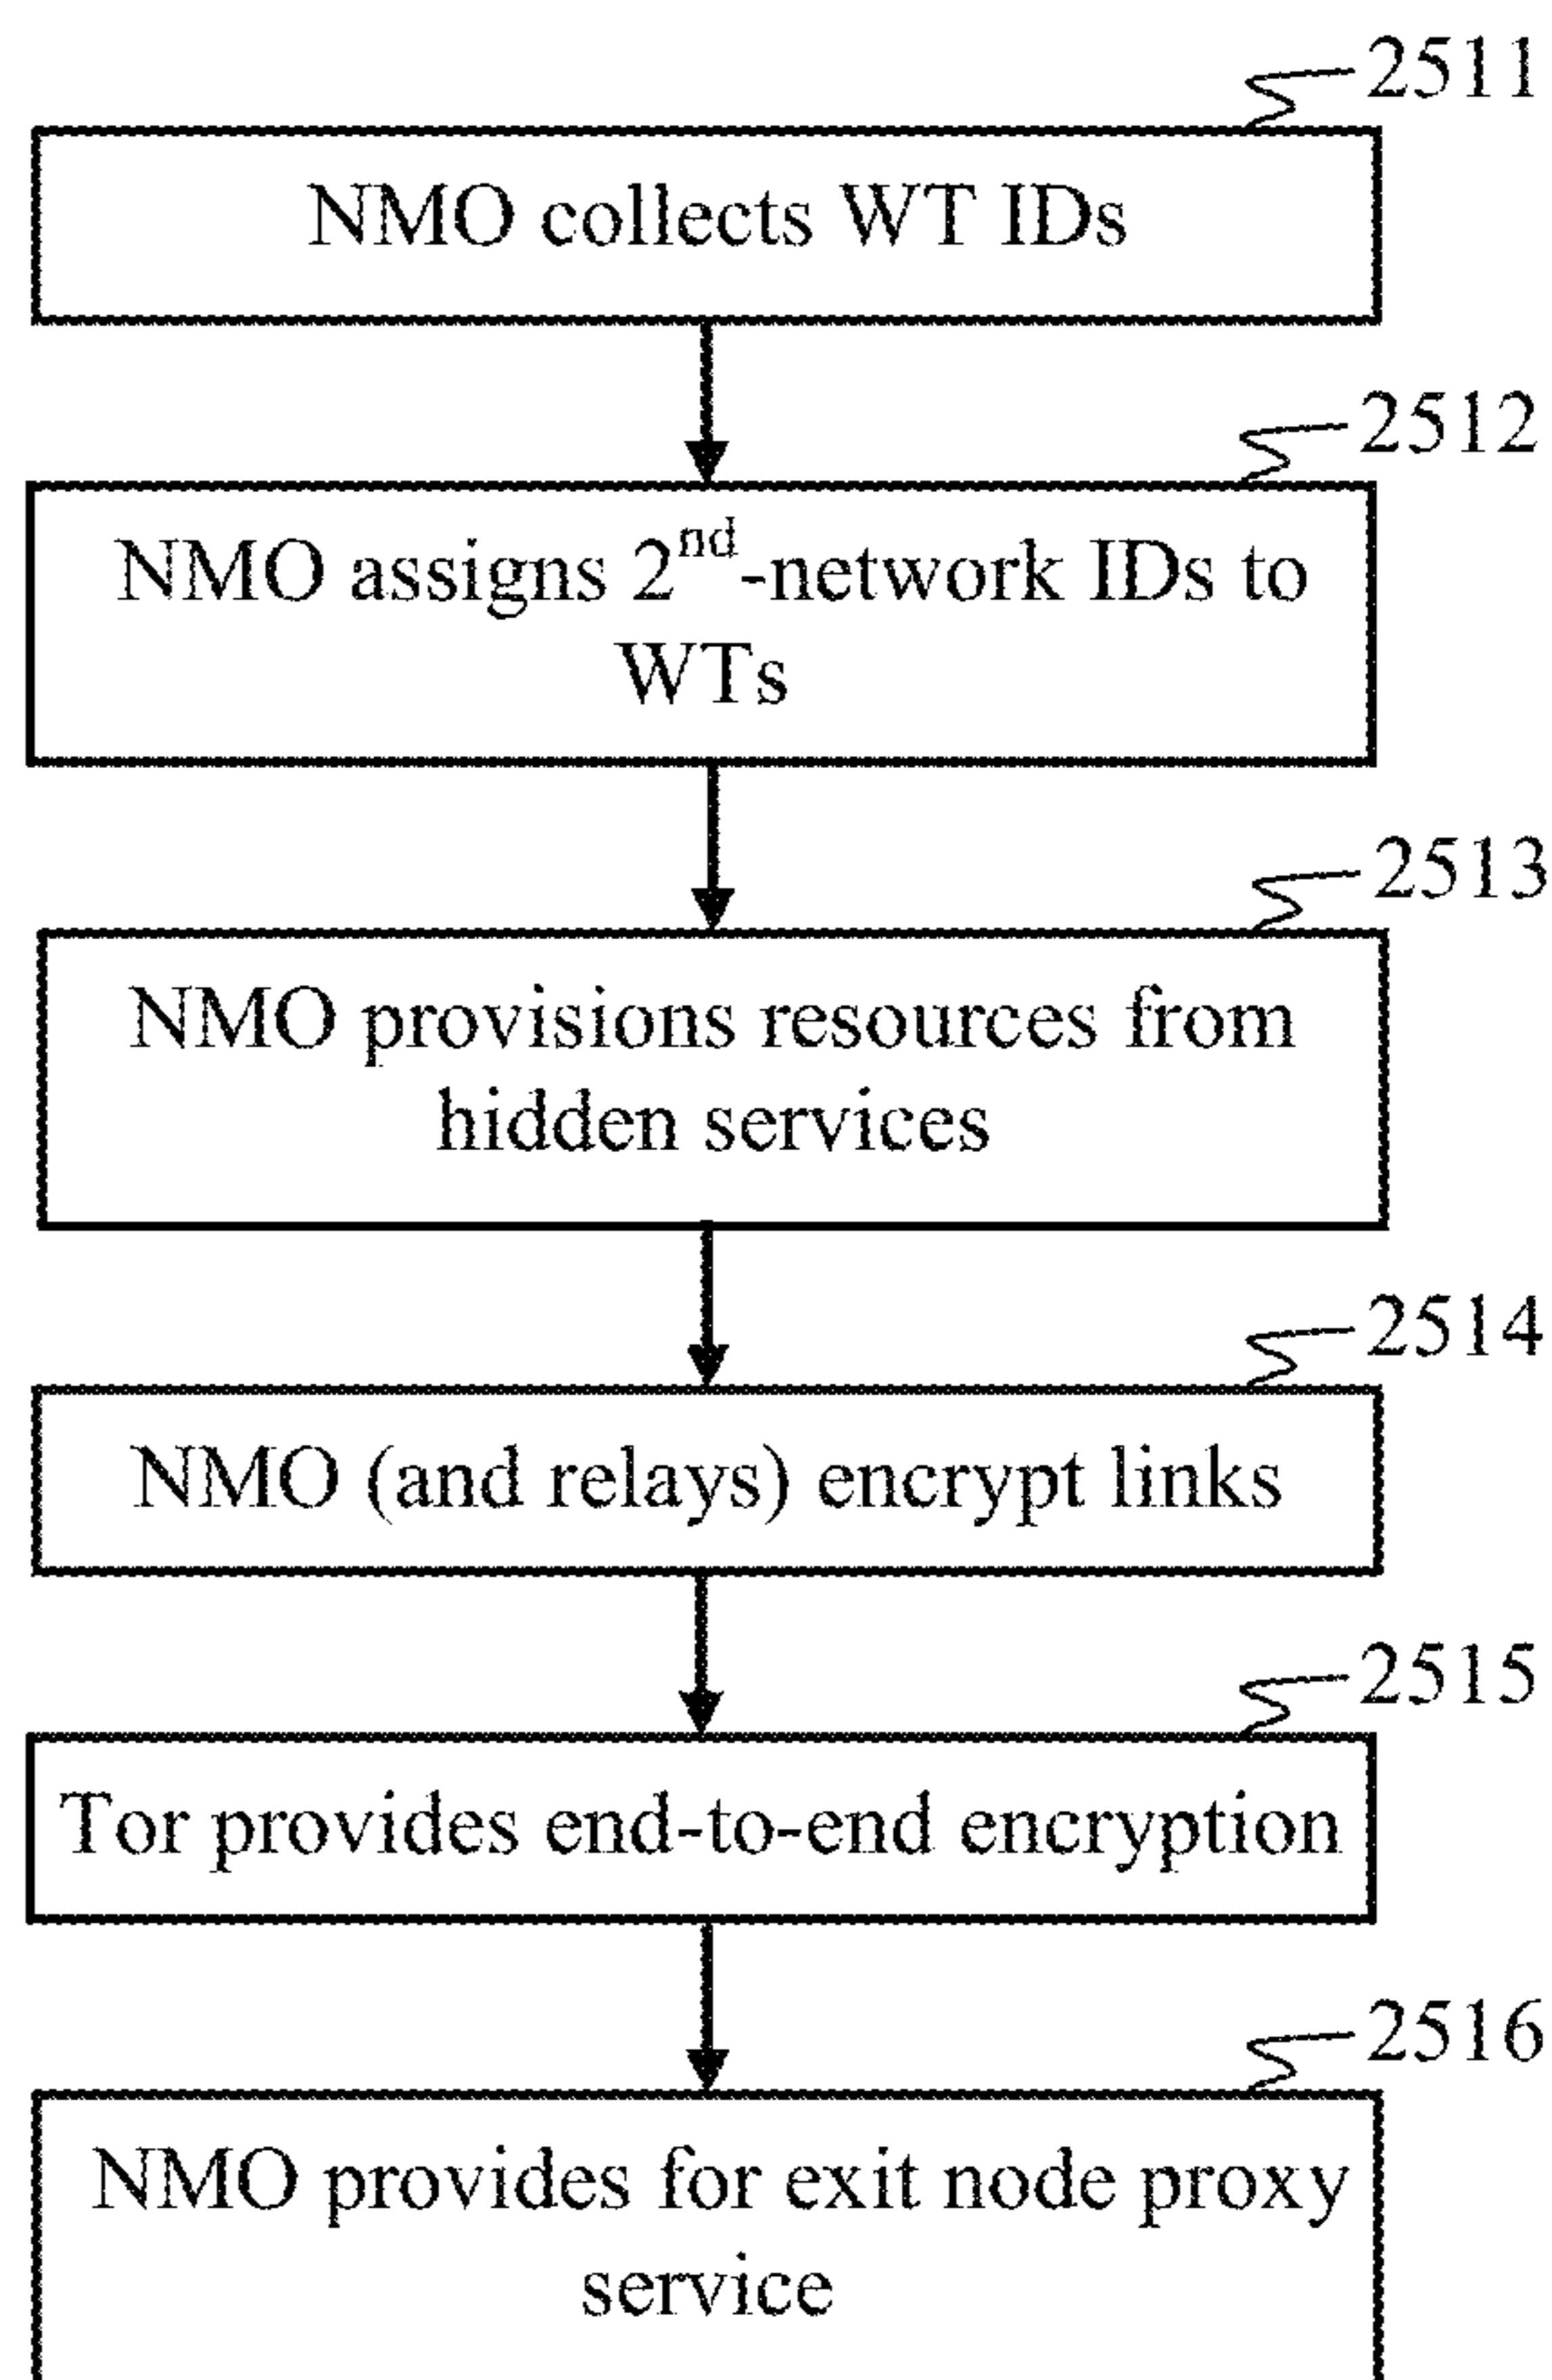 2511
NMO collects WT IDs
2512
NMO assigns 2nd-network IDs to
WTs
2513
NMO provisions resources from
hidden services
2514
NMO (and relays) encrypt links
2515
Tor provides end-to-end encryption
2516
NMO provides for exit node proxy
service